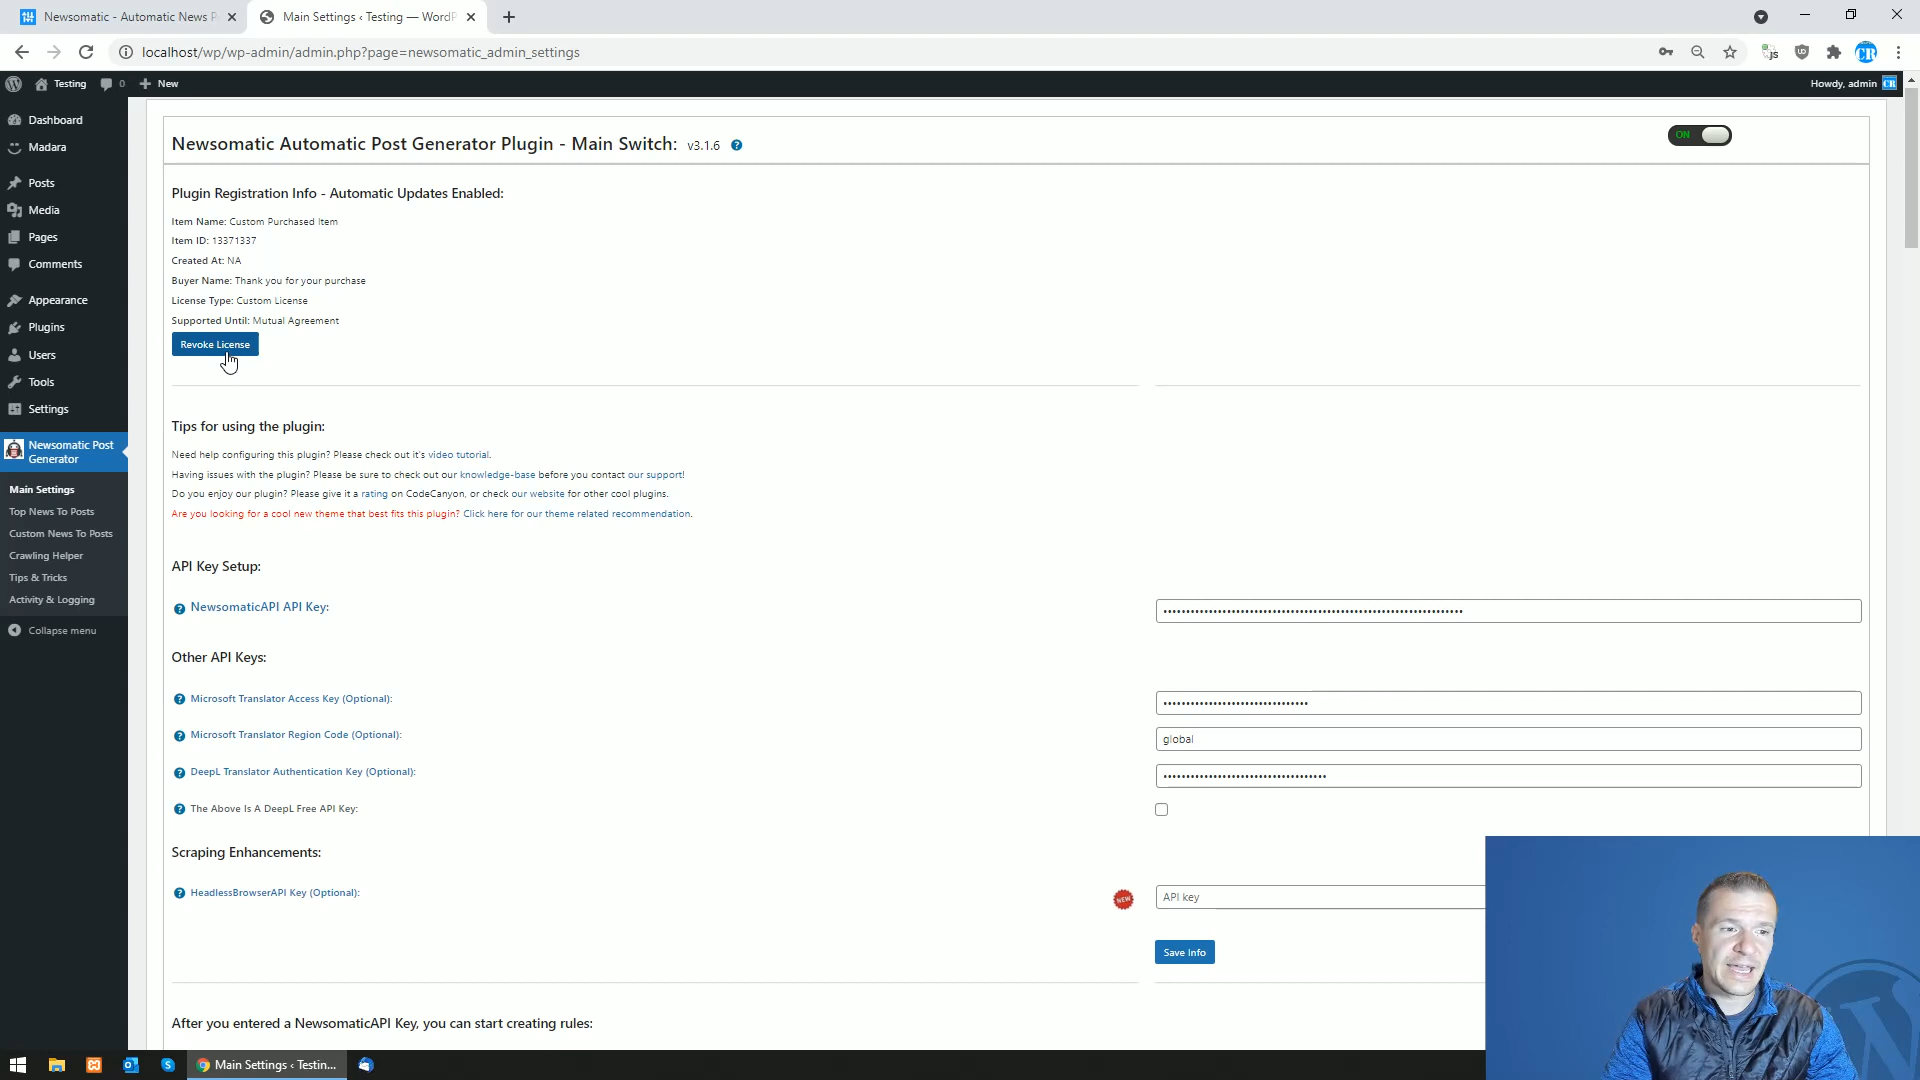 Newsomatic - Automatic News P
Main Settings ‹ Testing — WordP
localhost/wp/wp-admin/admin.php?page=newsomatic_admin_settings
Testing
0
New
Howdy, admin
Dashboard
Madara
Posts
Media
Pages
Comments
Appearance
Plugins
Users
Tools
Settings
Newsomatic Post
Generator
Main Settings
Top News To Posts
Custom News To Posts
Crawling Helper
Tips & Tricks
Activity & Logging
Collapse menu
Newsomatic Automatic Post Generator Plugin - Main Switch: v3.1.6
ON
Plugin Registration Info - Automatic Updates Enabled:
Item Name: Custom Purchased Item
Item ID: 13371337
Created At: NA
Buyer Name: Thank you for your purchase
License Type: Custom License
Supported Until: Mutual Agreement
Revoke License
Tips for using the plugin:
Need help configuring this plugin? Please check out it's video tutorial.
Having issues with the plugin? Please be sure to check out our knowledge-base before you contact our support!
Do you enjoy our plugin? Please give it a rating on CodeCanyon, or check our website for other cool plugins.
Are you looking for a cool new theme that best fits this plugin? Click here for our theme related recommendation.
API Key Setup:
NewsomaticAPI API Key:
Other API Keys:
Microsoft Translator Access Key (Optional):
Microsoft Translator Region Code (Optional):
global
DeepL Translator Authentication Key (Optional):
The Above Is A DeepL Free API Key:
Scraping Enhancements:
HeadlessBrowserAPI Key (Optional):
NEW
API key
Save Info
After you entered a NewsomaticAPI Key, you can start creating rules:
Main Settings ‹ Testin...